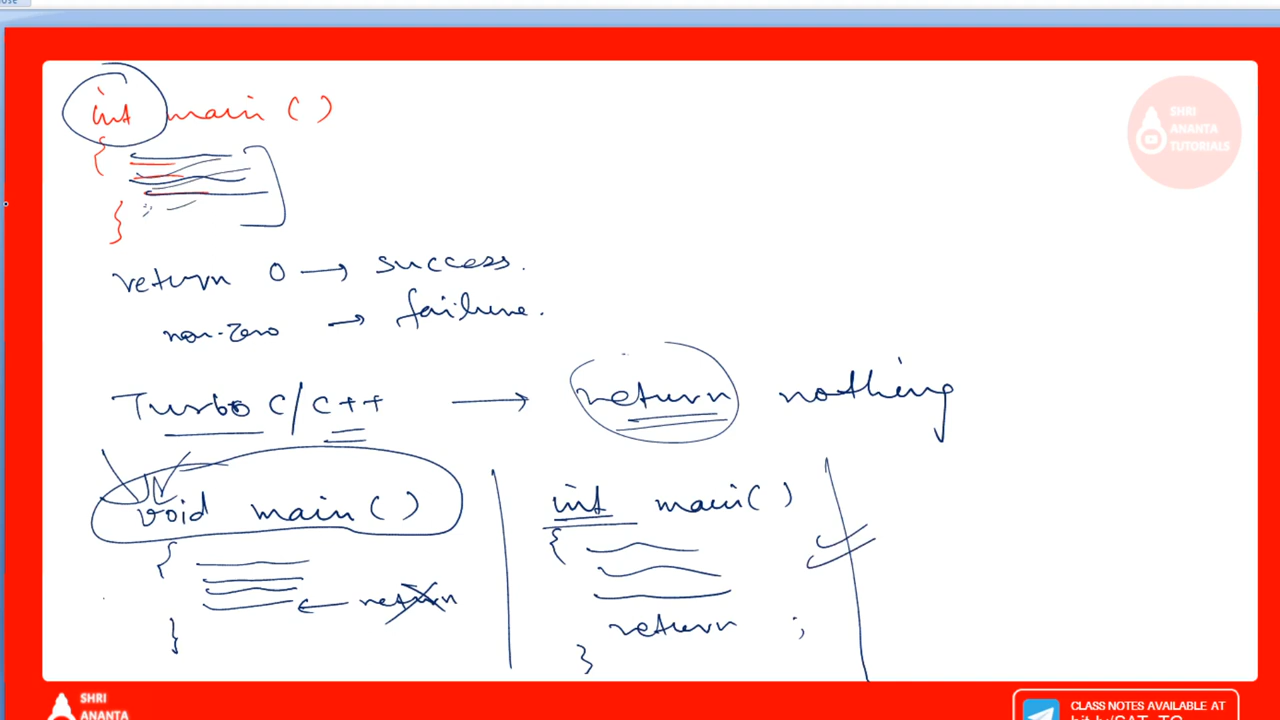 int main ( )
{
}
return 0 → success.
non-zero → failure.
Turbo C/C++ → return nothing
void main ( )
{
← return
}
int main( )
{
return ;
}
SHRI
ANANTA
TUTORIALS
SHRI
ANANTA
CLASS NOTES AVAILABLE AT